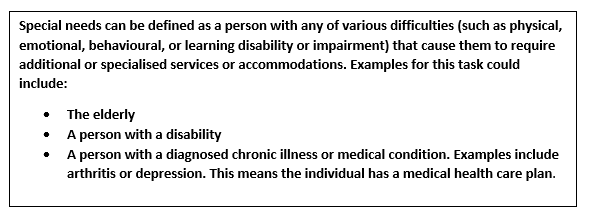 Special needs can be defined as a person with any of various difficulties (such as physical,
emotional, behavioural, or learning disability or impairment) that cause them to require
additional or specialised services or accommodations. Examples for this task could
include:
• The elderly
• A person with a disability
• A person with a diagnosed chronic illness or medical condition. Examples include
arthritis or depression. This means the individual has a medical health care plan.